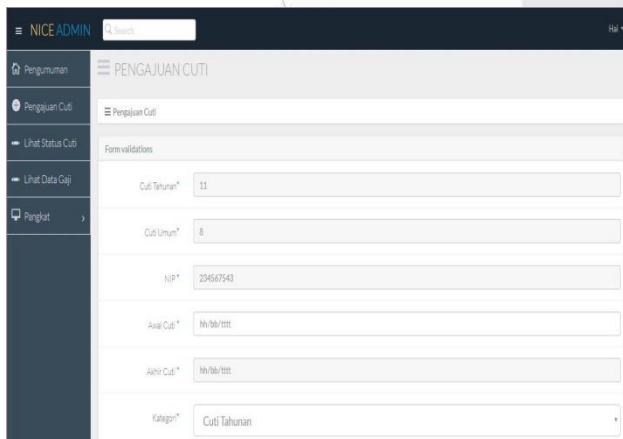 NICE ADMIN
Search
Hai
Pengumuman
Pengajuan Cuti
Lihat Status Cuti
Lihat Data Gaji
Pangkat
PENGAJUAN CUTI
Pengajuan Cuti
Form validations
Cuti Tahunan* 11
Cuti Umum* 8
NIP* 234567543
Awal Cuti* hh/bb/tttt
Akhir Cuti* hh/bb/tttt
Kategori* Cuti Tahunan